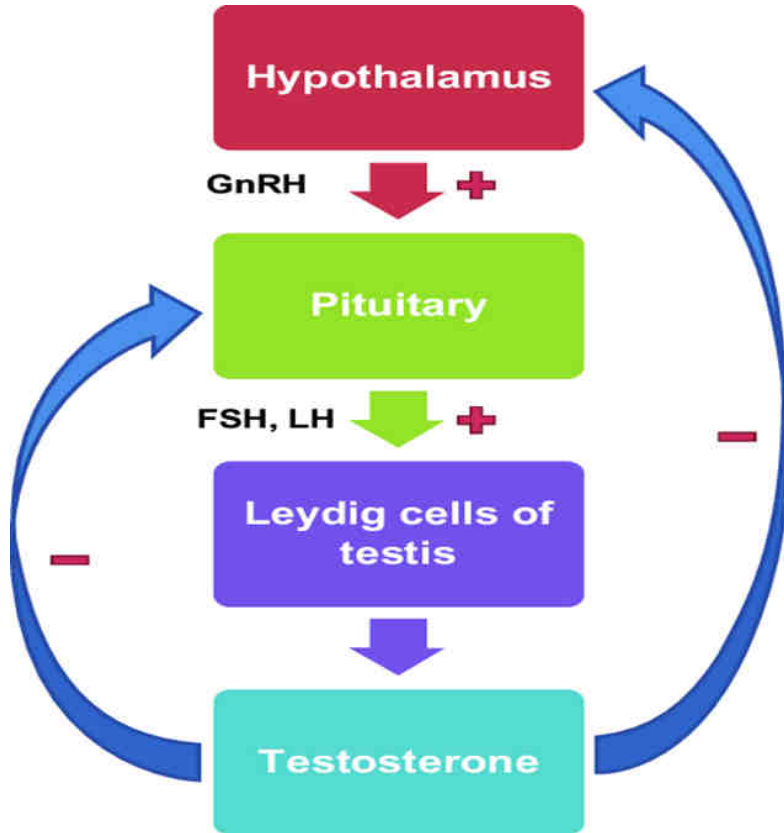 Hypothalamus
GnRH
Pituitary
FSH, LH
Leydig cells of
testis
Testosterone